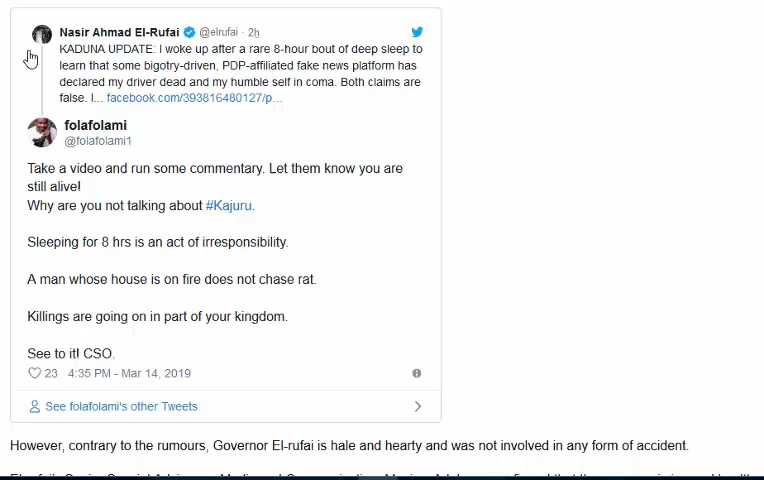 Nasir Ahmad El-Rufai @elrufai · 2h
KADUNA UPDATE: I woke up after a rare 8-hour bout of deep sleep to
learn that some bigotry-driven, PDP-affiliated fake news platform has
declared my driver dead and my humble self in coma. Both claims are
false. I... facebook.com/393816480127/p...
folafolami
@folafolami1
Take a video and run some commentary. Let them know you are
still alive!
Why are you not talking about #Kajuru.
Sleeping for 8 hrs is an act of irresponsibility.
A man whose house is on fire does not chase rat.
Killings are going on in part of your kingdom.
See to it! CSO.
23 4:35 PM - Mar 14, 2019
See folafolami's other Tweets
However, contrary to the rumours, Governor El-rufai is hale and hearty and was not involved in any form of accident.